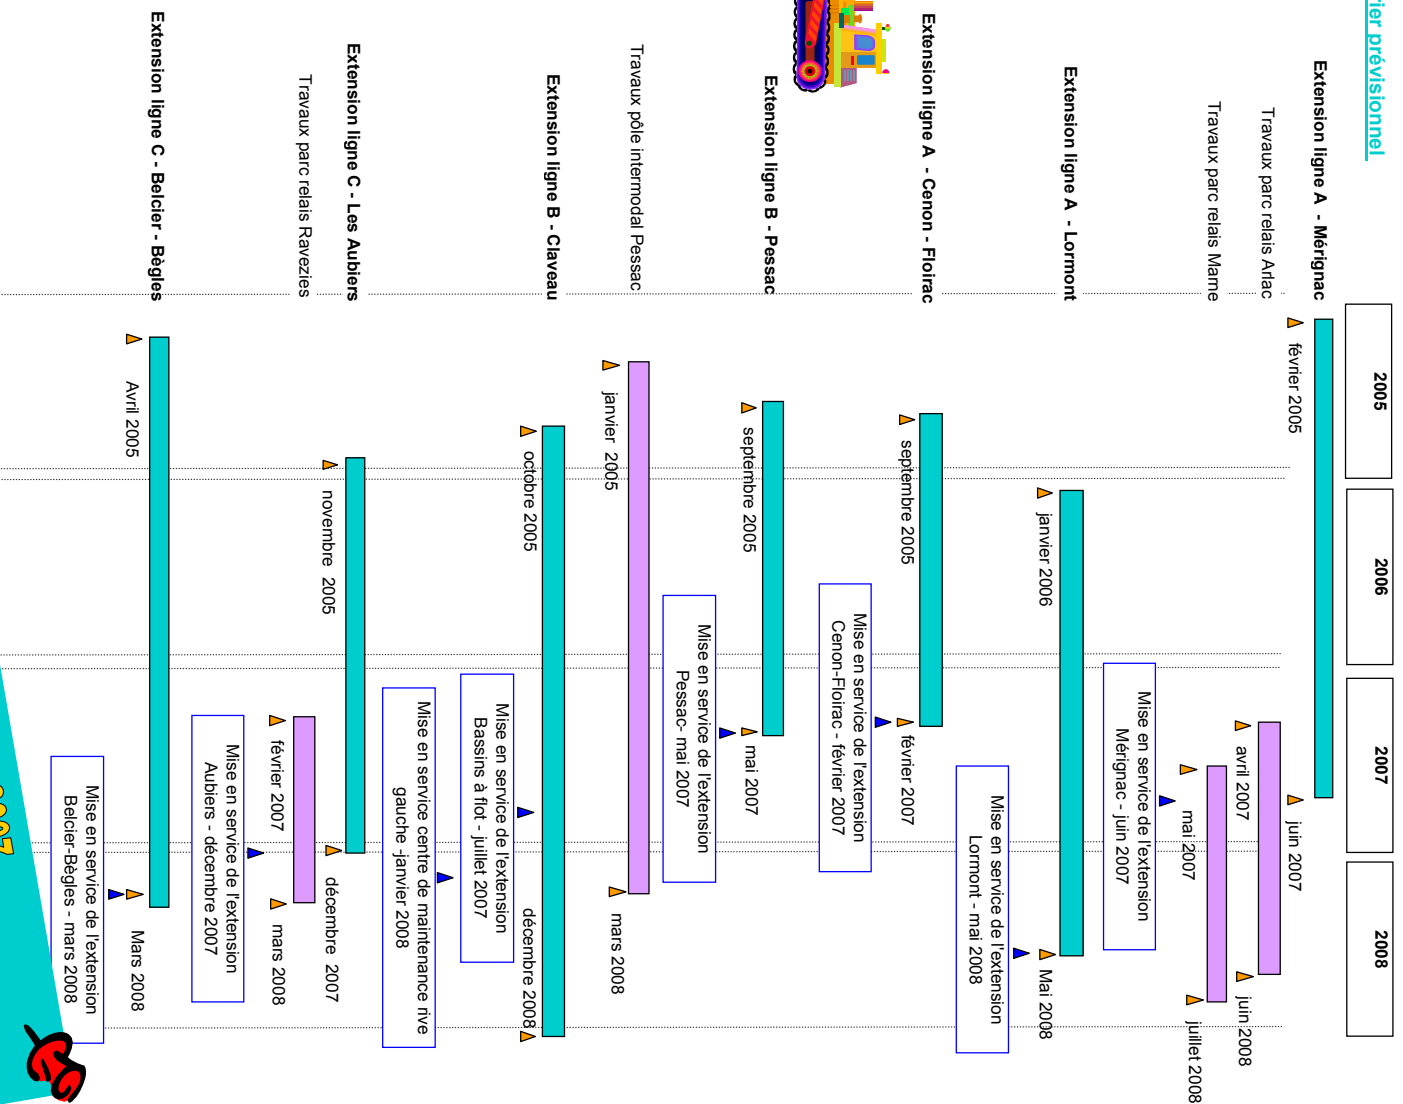 rier prévisionnel
2005
2006
2007
2008
Extension ligne A - Mérignac
février 2005
juin 2007
Travaux parc relais Arlac
avril 2007
juin 2008
Travaux parc relais Marne
mai 2007
juillet 2008
Mise en service de l'extension
Mérignac - juin 2007
Extension ligne A - Lormont
janvier 2006
Mai 2008
Mise en service de l'extension
Lormont - mai 2008
Extension ligne A - Cenon - Floirac
septembre 2005
février 2007
Mise en service de l'extension
Cenon-Floirac - février 2007
Extension ligne B - Pessac
septembre 2005
mai 2007
Mise en service de l'extension
Pessac- mai 2007
Travaux pôle intermodal Pessac
janvier 2005
mars 2008
Extension ligne B - Claveau
octobre 2005
décembre 2008
Mise en service de l'extension
Bassins à flot - juillet 2007
Mise en service centre de maintenance rive
gauche -janvier 2008
Extension ligne C - Les Aubiers
novembre 2005
décembre 2007
Travaux parc relais Ravezies
février 2007
mars 2008
Mise en service de l'extension
Aubiers - décembre 2007
Extension ligne C - Belcier - Bègles
Avril 2005
Mars 2008
Mise en service de l'extension
Belcier-Bègles - mars 2008